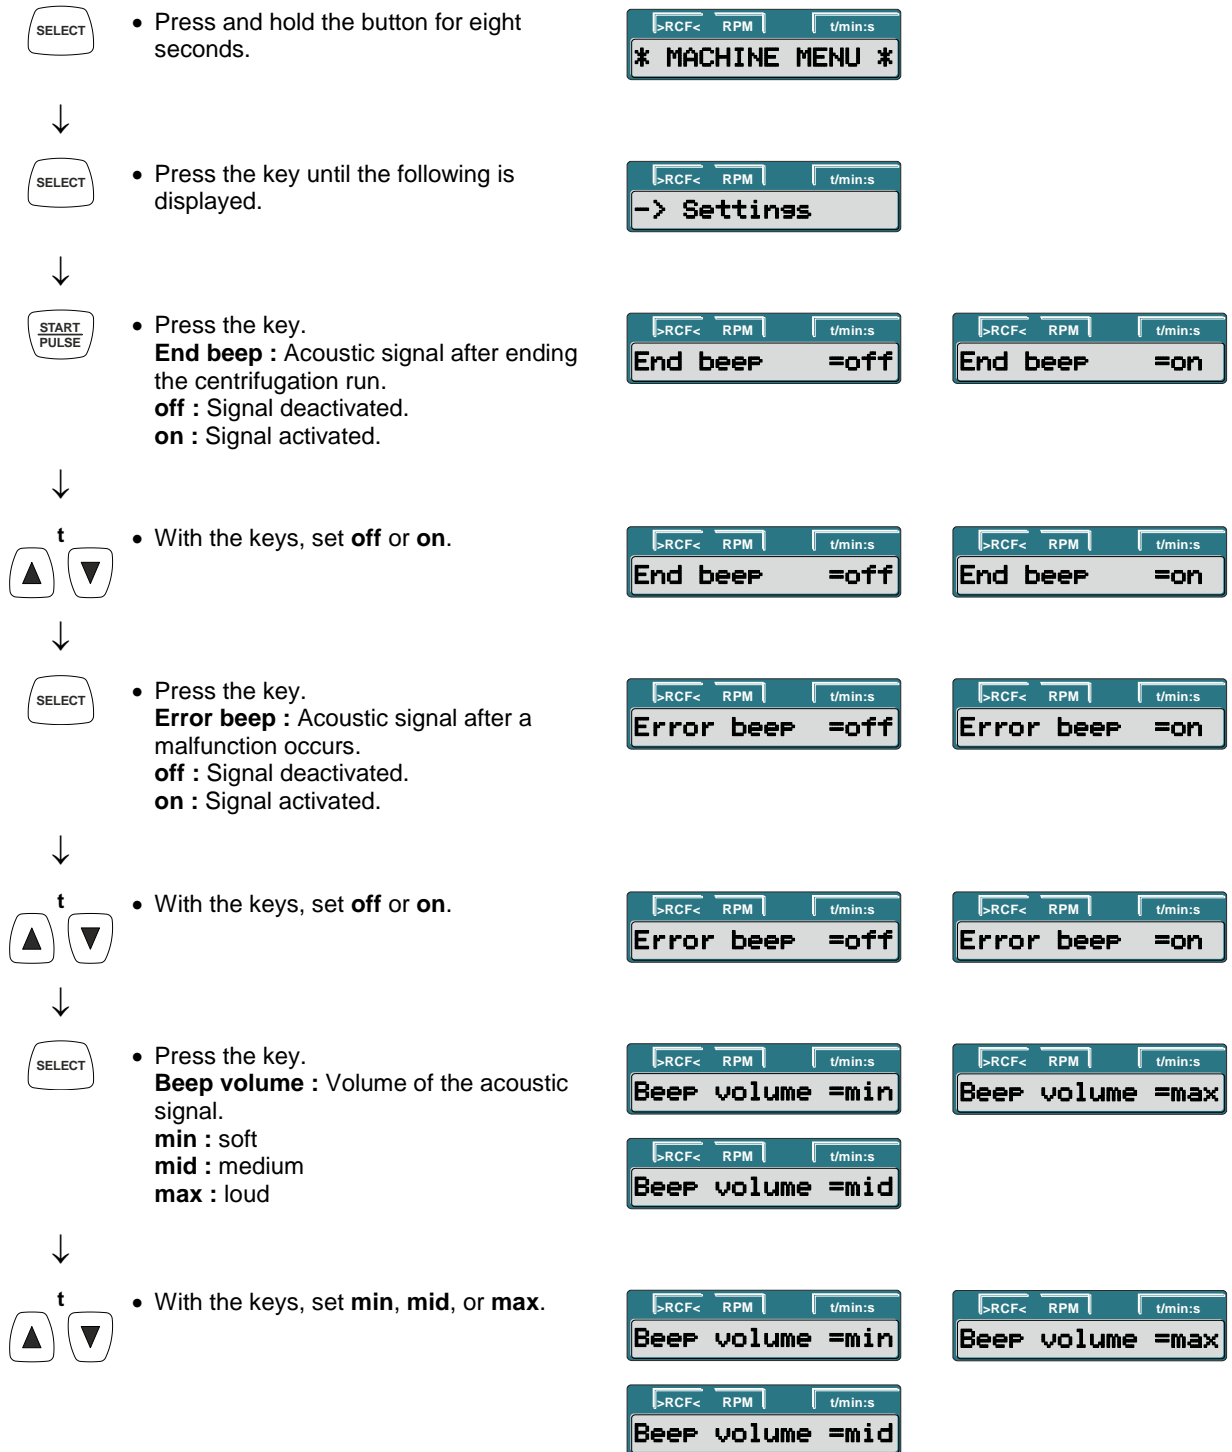 SELECT
• Press and hold the button for eight
seconds.
>RCF< RPM t/min:s
* MACHINE MENU *
↓
SELECT
• Press the key until the following is
displayed.
>RCF< RPM t/min:s
-> Settings
↓
START
PULSE
• Press the key.
End beep : Acoustic signal after ending
the centrifugation run.
off : Signal deactivated.
on : Signal activated.
>RCF< RPM t/min:s
End beep =off
>RCF< RPM t/min:s
End beep =on
↓
t
• With the keys, set off or on.
>RCF< RPM t/min:s
End beep =off
>RCF< RPM t/min:s
End beep =on
↓
SELECT
• Press the key.
Error beep : Acoustic signal after a
malfunction occurs.
off : Signal deactivated.
on : Signal activated.
>RCF< RPM t/min:s
Error beep =off
>RCF< RPM t/min:s
Error beep =on
↓
t
• With the keys, set off or on.
>RCF< RPM t/min:s
Error beep =off
>RCF< RPM t/min:s
Error beep =on
↓
SELECT
• Press the key.
Beep volume : Volume of the acoustic
signal.
min : soft
mid : medium
max : loud
>RCF< RPM t/min:s
Beep volume =min
>RCF< RPM t/min:s
Beep volume =max
>RCF< RPM t/min:s
Beep volume =mid
↓
t
• With the keys, set min, mid, or max.
>RCF< RPM t/min:s
Beep volume =min
>RCF< RPM t/min:s
Beep volume =max
>RCF< RPM t/min:s
Beep volume =mid